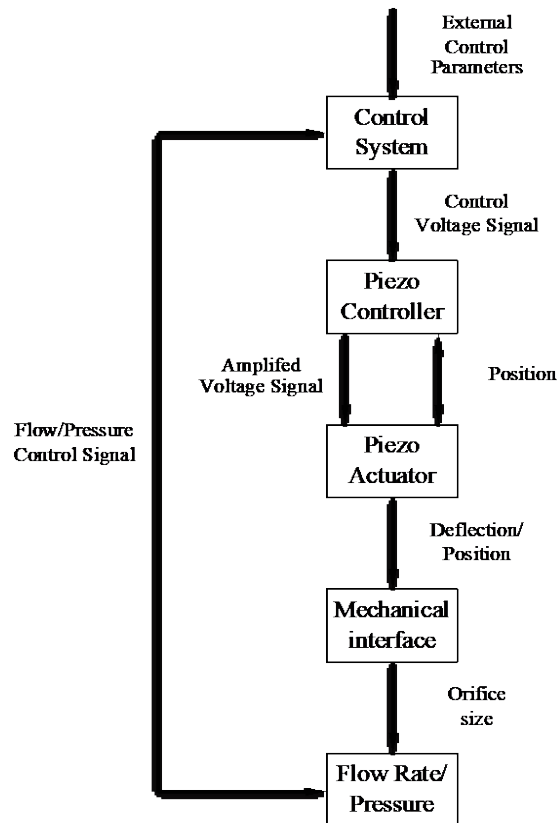 External
Control
Parameters
Control
System
Control
Voltage Signal
Piezo
Controller
Amplifed
Voltage Signal
Position
Flow/Pressure
Control Signal
Piezo
Actuator
Deflection/
Position
Mechanical
interface
Orifice
size
Flow Rate/
Pressure